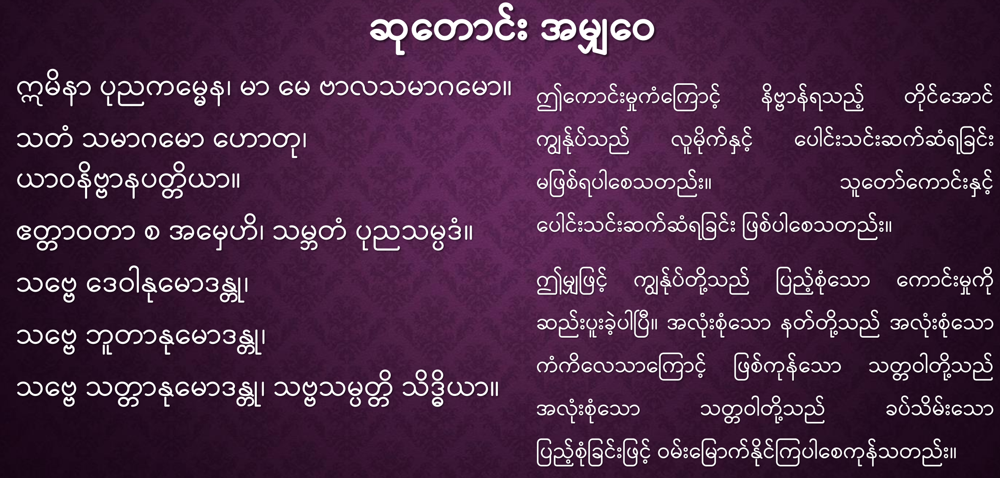 ဆုတောင်း အမျှဝေ
ဣမိနာ ပုညကမ္မေန၊ မာ မေ ဗာလသမာဂမော။
သတံ သမာဂမော ဟောတု၊
ယာဝနိဗ္ဗာနပတ္တိယာ။
ဧတ္တာဝတာ စ အမှေဟိ၊ သမ္ဘတံ ပုညသမ္ပဒံ။
သဗ္ဗေ ဒေဝါနုမောဒန္တု၊
သဗ္ဗေ ဘူတာနုမောဒန္တု၊
သဗ္ဗေ သတ္တာနုမောဒန္တု၊ သဗ္ဗသမ္ပတ္တိ သိဒ္ဓိယာ။
ဤကောင်းမှုကံကြောင့် နိဗ္ဗာန်ရသည့် တိုင်အောင်
ကျွန်ုပ်သည် လူမိုက်နှင့် ပေါင်းသင်းဆက်ဆံရခြင်း
မဖြစ်ရပါစေသတည်း။ သူတော်ကောင်းနှင့်
ပေါင်းသင်းဆက်ဆံရခြင်း ဖြစ်ပါစေသတည်း။
ဤမျှဖြင့် ကျွန်ုပ်တို့သည် ပြည့်စုံသော ကောင်းမှုကို
ဆည်းပူးခဲ့ပါပြီ။ အလုံးစုံသော နတ်တို့သည် အလုံးစုံသော
ကံကိလေသာကြောင့် ဖြစ်ကုန်သော သတ္တဝါတို့သည်
အလုံးစုံသော သတ္တဝါတို့သည် ခပ်သိမ်းသော
ပြည့်စုံခြင်းဖြင့် ဝမ်းမြောက်နိုင်ကြပါစေကုန်သတည်း။